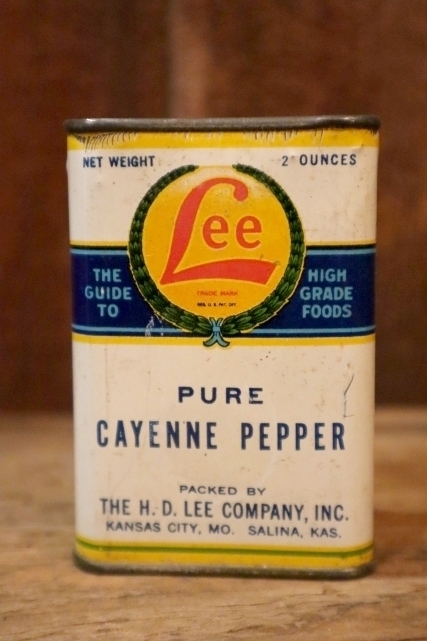 NET WEIGHT 2 OUNCES
Lee
TRADE MARK
REG. U.S. PAT. OFF.
THE
GUIDE
TO
HIGH
GRADE
FOODS
PURE
CAYENNE PEPPER
PACKED BY
THE H. D. LEE COMPANY, INC.
KANSAS CITY, MO. SALINA, KAS.